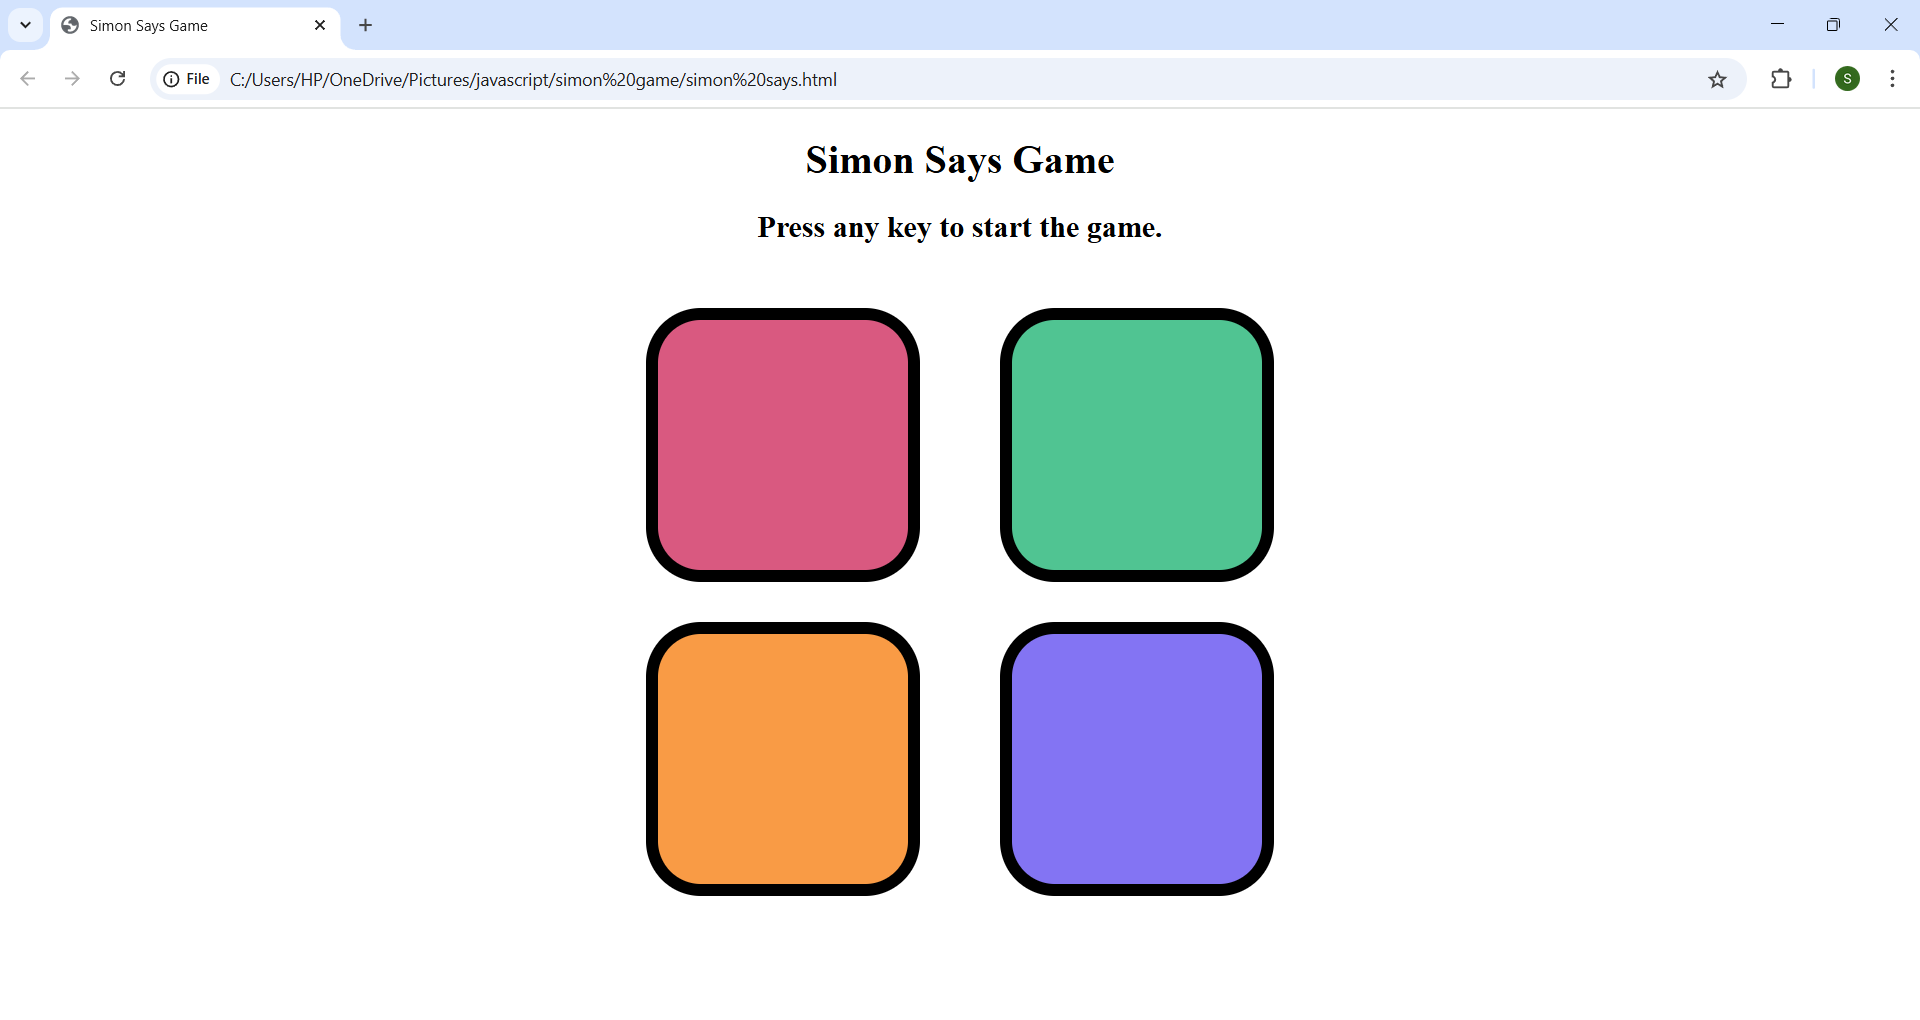 Simon Says Game
File C:/Users/HP/OneDrive/Pictures/javascript/simon%20game/simon%20says.html
S
Simon Says Game
Press any key to start the game.